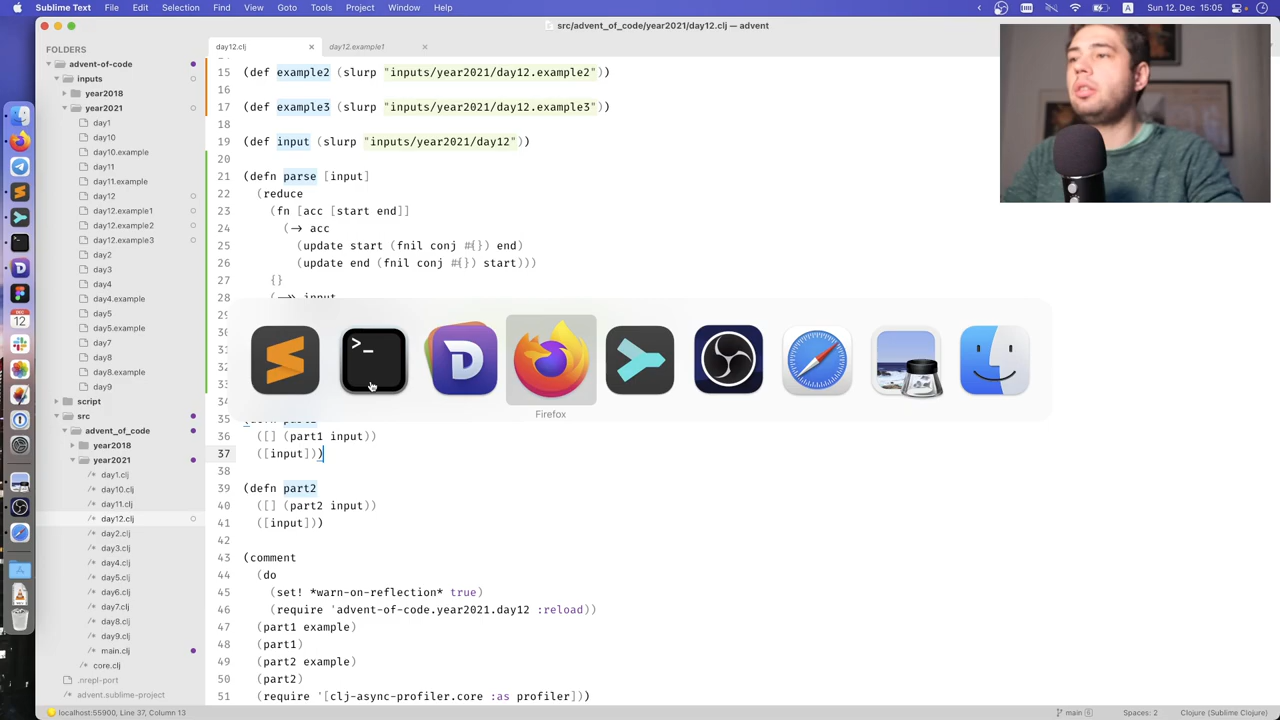 Sublime Text File Edit Selection Find View Goto Tools Project Window Help
A
Sun Dec 12 15:05
src/advent_of_code/year2021/day12.clj — advent
FOLDERS
advent-of-code
inputs
year2018
year2021
day1
day10
day10.example
day11
day11.example
day12
day12.example1
day12.example2
day12.example3
day2
day3
day4
day4.example
day5
day5.example
day7
day8
day8.example
day9
script
src
advent_of_code
year2018
year2021
day1.clj
day10.clj
day11.clj
day12.clj
day2.clj
day3.clj
day4.clj
day5.clj
day6.clj
day7.clj
day8.clj
day9.clj
main.clj
core.clj
.nrepl-port
advent.sublime-project
day12.clj
day12.example1
15 (def example2 (slurp "inputs/year2021/day12.example2"))
16
17 (def example3 (slurp "inputs/year2021/day12.example3"))
18
19 (def input (slurp "inputs/year2021/day12"))
20
21 (defn parse [input]
22 (reduce
23 (fn [acc [start end]]
24 (-> acc
25 (update start (fnil conj #{}) end)
26 (update end (fnil conj #{}) start)))
27 {}
28 (->> input
Firefox
36 ([] (part1 input))
37 ([input]))
38
39 (defn part2
40 ([] (part2 input))
41 ([input]))
42
43 (comment
44 (do
45 (set! *warn-on-reflection* true)
46 (require 'advent-of-code.year2021.day12 :reload))
47 (part1 example)
48 (part1)
49 (part2 example)
50 (part2)
51 (require '[clj-async-profiler.core :as profiler]))
DEC
12
localhost:55900, Line 37, Column 13
main 6
Spaces: 2
Clojure (Sublime Clojure)